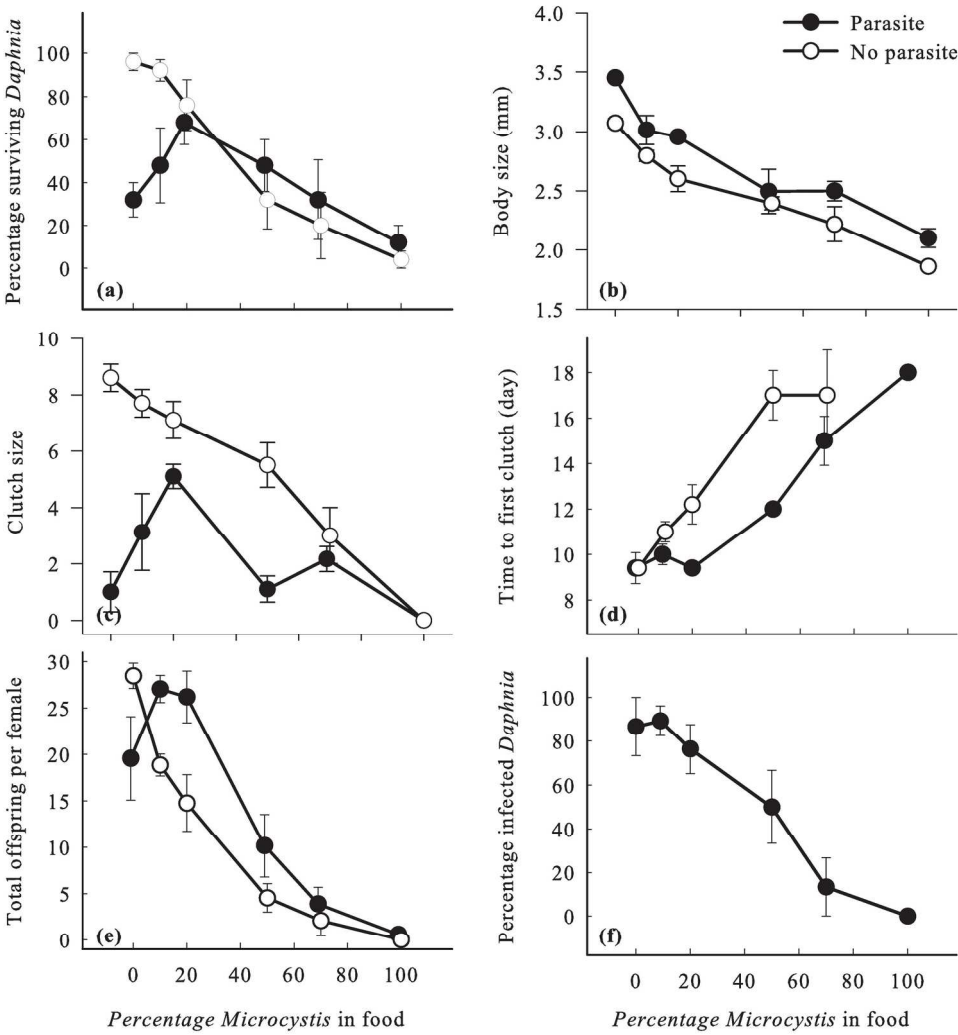 Percentage surviving Daphnia
100
80
60
40
20
0
(a)
Body size (mm)
4.0
3.5
3.0
2.5
2.0
1.5
(b)
Parasite
No parasite
Clutch size
10
8
6
4
2
0
(c)
Time to first clutch (day)
18
16
14
12
10
8
(d)
Total offspring per female
30
25
20
15
10
5
0
(e)
0 20 40 60 80 100
Percentage Microcystis in food
Percentage infected Daphnia
100
80
60
40
20
0
(f)
0 20 40 60 80 100
Percentage Microcystis in food